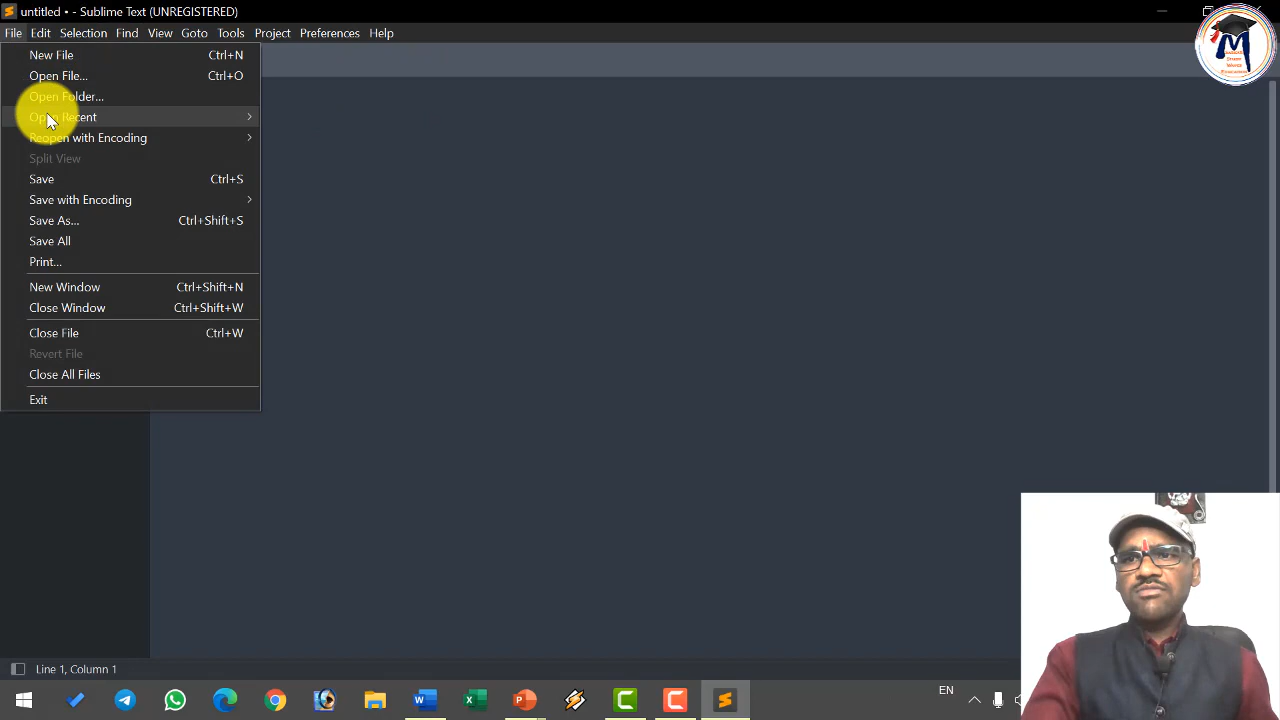 untitled • - Sublime Text (UNREGISTERED)
File Edit Selection Find View Goto Tools Project Preferences Help
New File Ctrl+N
Open File... Ctrl+O
Open Folder...
Open Recent
Reopen with Encoding
Split View
Save Ctrl+S
Save with Encoding
Save As... Ctrl+Shift+S
Save All
Print...
New Window Ctrl+Shift+N
Close Window Ctrl+Shift+W
Close File Ctrl+W
Revert File
Close All Files
Exit
Line 1, Column 1
EN